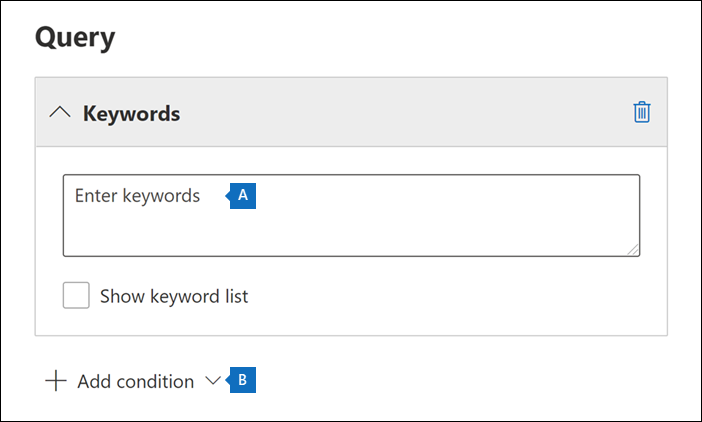 Query
Keywords
Enter keywords A
Show keyword list
Add condition B